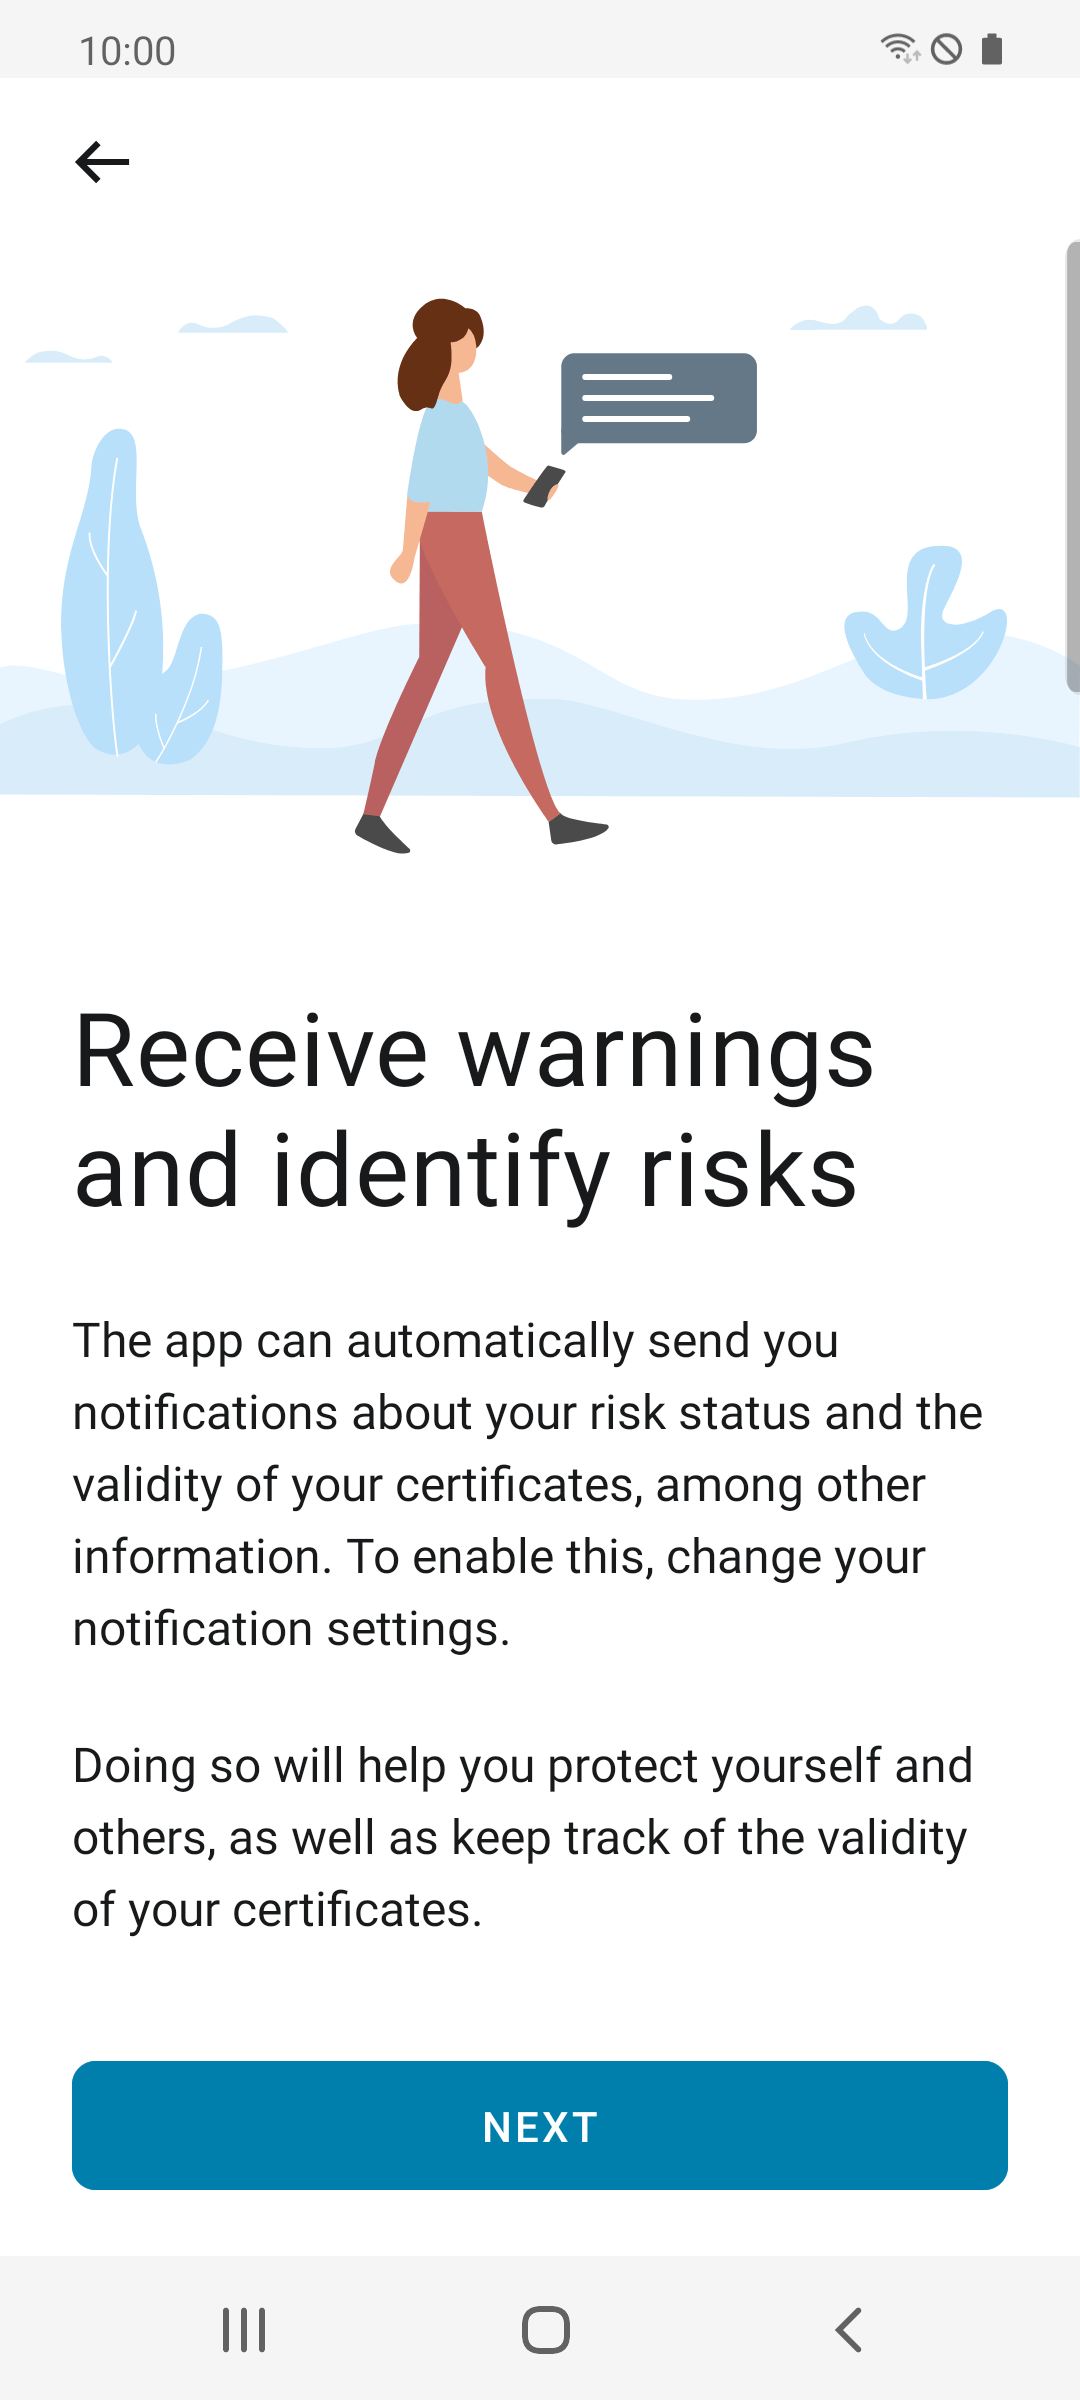 10:00
Receive warnings
and identify risks
The app can automatically send you
notifications about your risk status and the
validity of your certificates, among other
information. To enable this, change your
notification settings.
Doing so will help you protect yourself and
others, as well as keep track of the validity
of your certificates.
NEXT